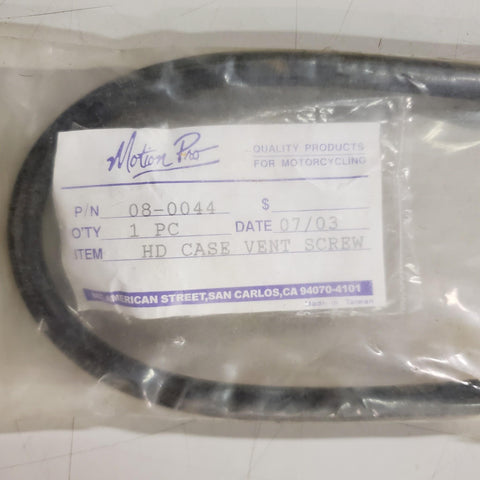 Motion Pro
QUALITY PRODUCTS
FOR MOTORCYCLING
P/N 08-0044 $
Q'TY 1 PC DATE 07/03
ITEM HD CASE VENT SCREW
AMERICAN STREET, SAN CARLOS, CA 94070-4101
Made in Taiwan